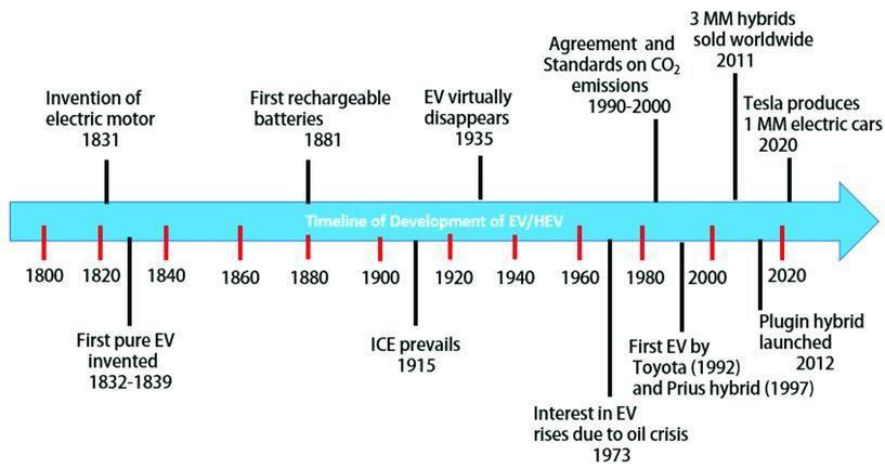 Invention of
electric motor
1831
First rechargeable
batteries
1881
EV virtually
disappears
1935
Agreement and
Standards on CO₂
emissions
1990-2000
3 MM hybrids
sold worldwide
2011
Tesla produces
1 MM electric cars
2020
Timeline of Development of EV/HEV
1800 1820 1840 1860 1880 1900 1920 1940 1960 1980 2000 2020
First pure EV
invented
1832-1839
ICE prevails
1915
Interest in EV
rises due to oil crisis
1973
First EV by
Toyota (1992)
and Prius hybrid (1997)
Plugin hybrid
launched
2012